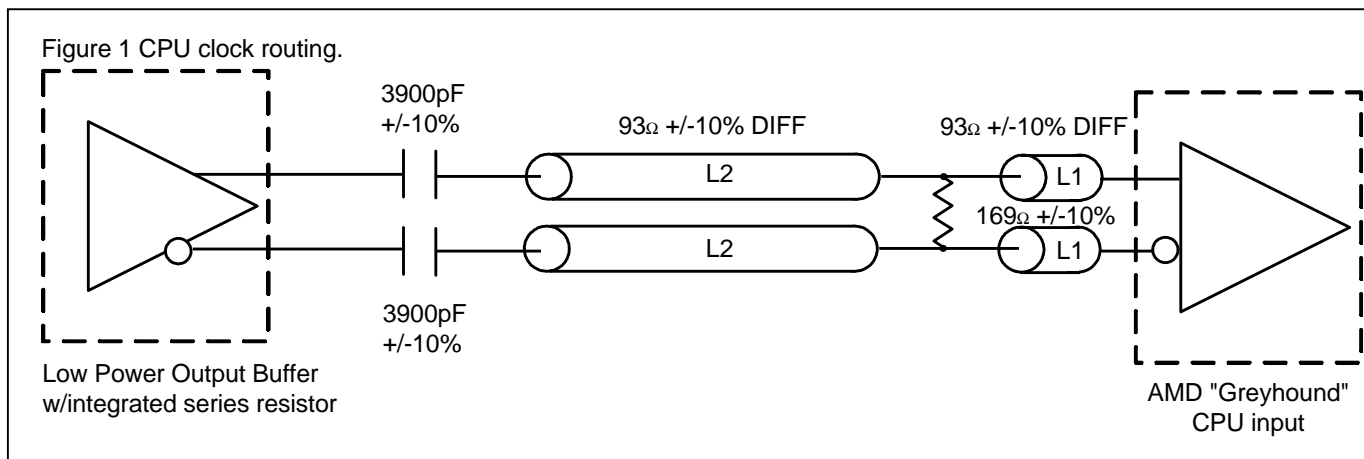 Figure 1 CPU clock routing.
3900pF
+/-10%
93Ω +/-10% DIFF
93Ω +/-10% DIFF
L2
L1
169Ω +/-10%
L2
L1
3900pF
+/-10%
Low Power Output Buffer
w/integrated series resistor
AMD "Greyhound"
CPU input